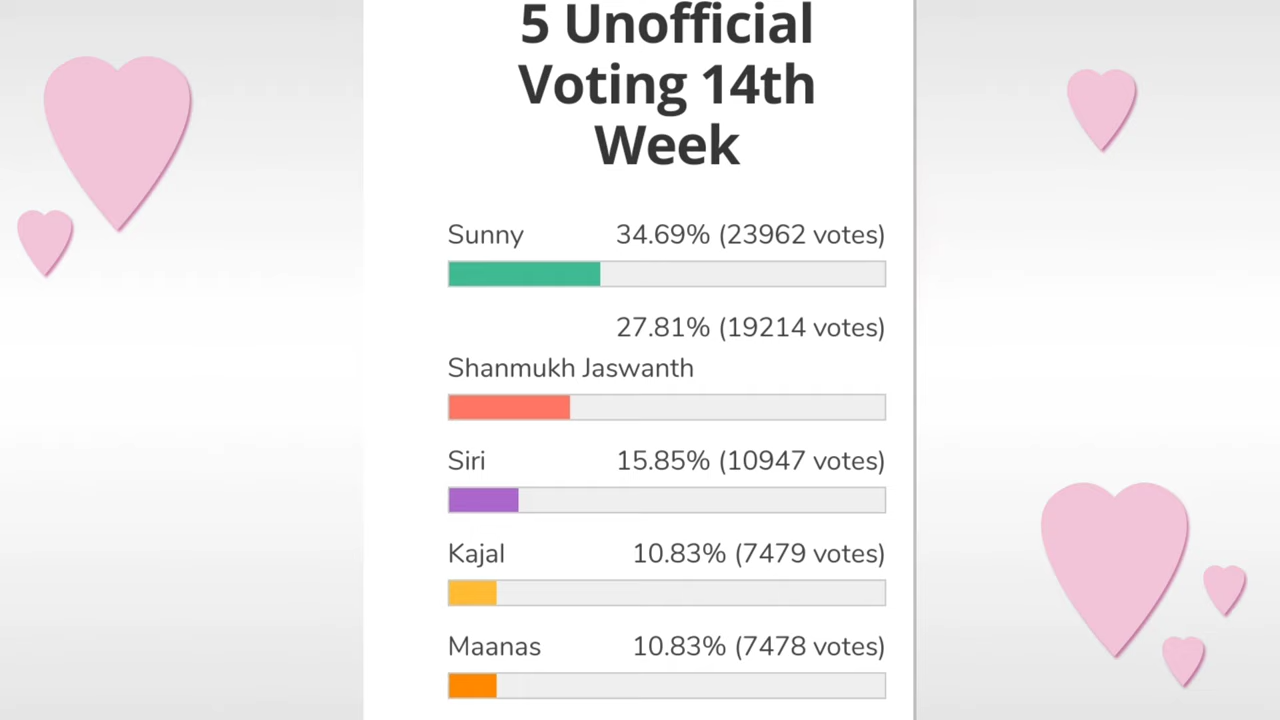 5 Unofficial
Voting 14th
Week
Sunny 34.69% (23962 votes)
27.81% (19214 votes)
Shanmukh Jaswanth
Siri 15.85% (10947 votes)
Kajal 10.83% (7479 votes)
Maanas 10.83% (7478 votes)